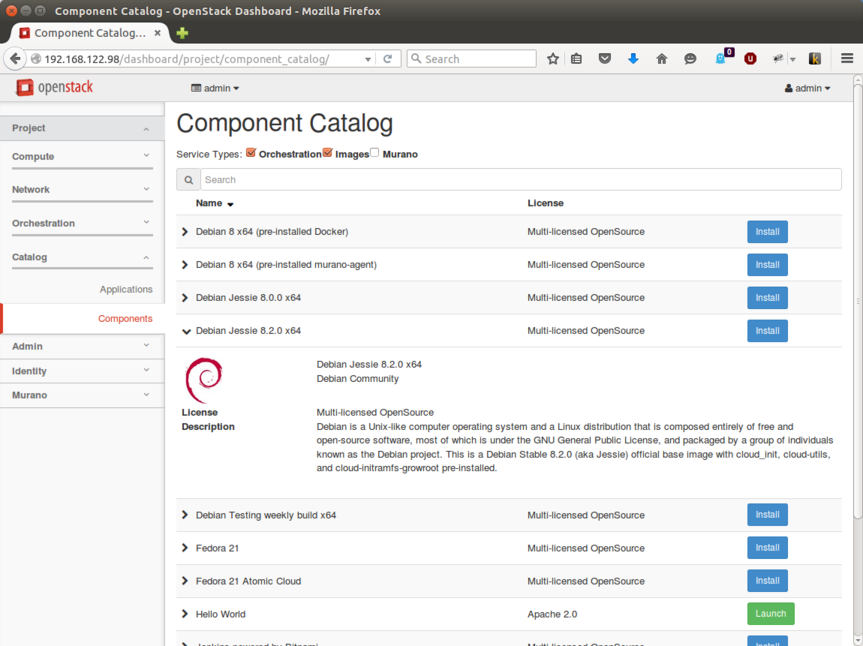 Component Catalog - OpenStack Dashboard - Mozilla Firefox
Component Catalog...
192.168.122.98/dashboard/project/component_catalog/
Search
0
openstack
admin
admin
Project
Compute
Network
Orchestration
Catalog
Applications
Components
Admin
Identity
Murano
Component Catalog
Service Types: Orchestration Images Murano
Search
Name License
Debian 8 x64 (pre-installed Docker) Multi-licensed OpenSource Install
Debian 8 x64 (pre-installed murano-agent) Multi-licensed OpenSource Install
Debian Jessie 8.0.0 x64 Multi-licensed OpenSource Install
Debian Jessie 8.2.0 x64 Multi-licensed OpenSource Install
Debian Jessie 8.2.0 x64
Debian Community
License Multi-licensed OpenSource
Description Debian is a Unix-like computer operating system and a Linux distribution that is composed entirely of free and
open-source software, most of which is under the GNU General Public License, and packaged by a group of individuals
known as the Debian project. This is a Debian Stable 8.2.0 (aka Jessie) official base image with cloud_init, cloud-utils,
and cloud-initramfs-growroot pre-installed.
Debian Testing weekly build x64 Multi-licensed OpenSource Install
Fedora 21 Multi-licensed OpenSource Install
Fedora 21 Atomic Cloud Multi-licensed OpenSource Install
Hello World Apache 2.0 Launch